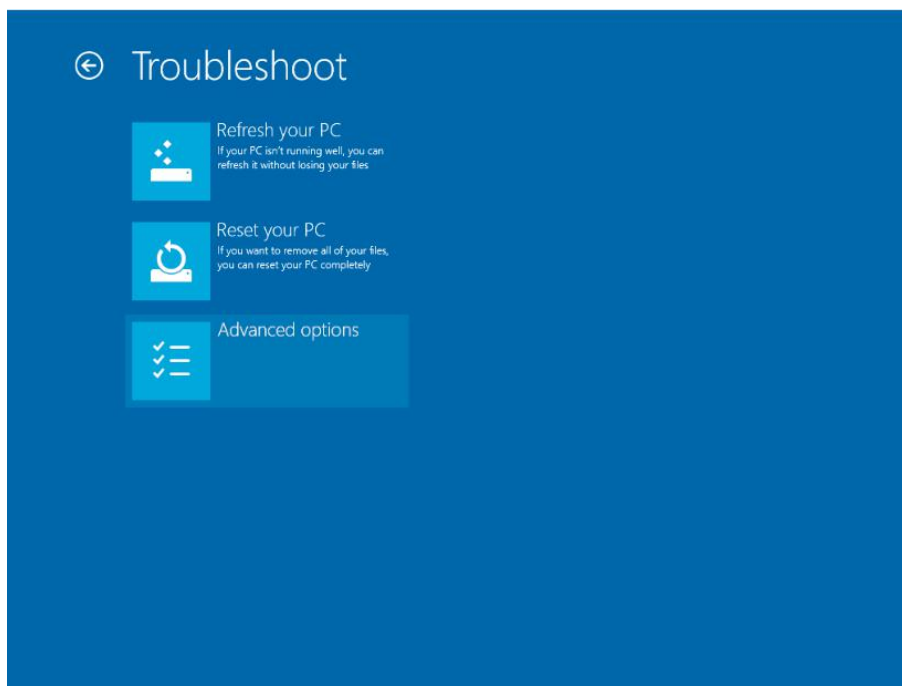 Troubleshoot
Refresh your PC
If your PC isn't running well, you can
refresh it without losing your files
Reset your PC
If you want to remove all of your files,
you can reset your PC completely
Advanced options